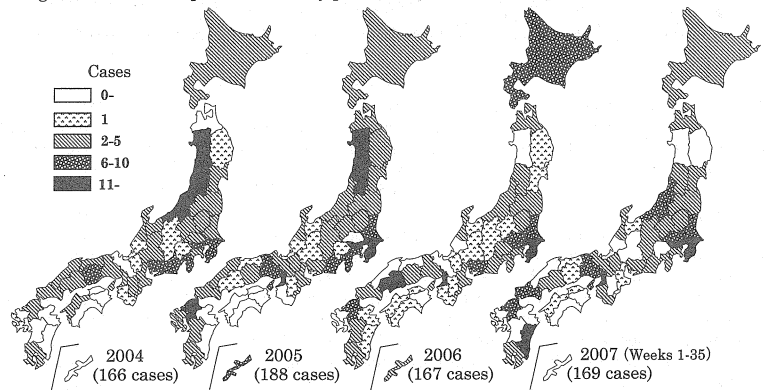 Cases
0-
1
2-5
6-10
11-
2004
(166 cases)
2005
(188 cases)
2006
(167 cases)
2007 (Weeks 1-35)
(169 cases)